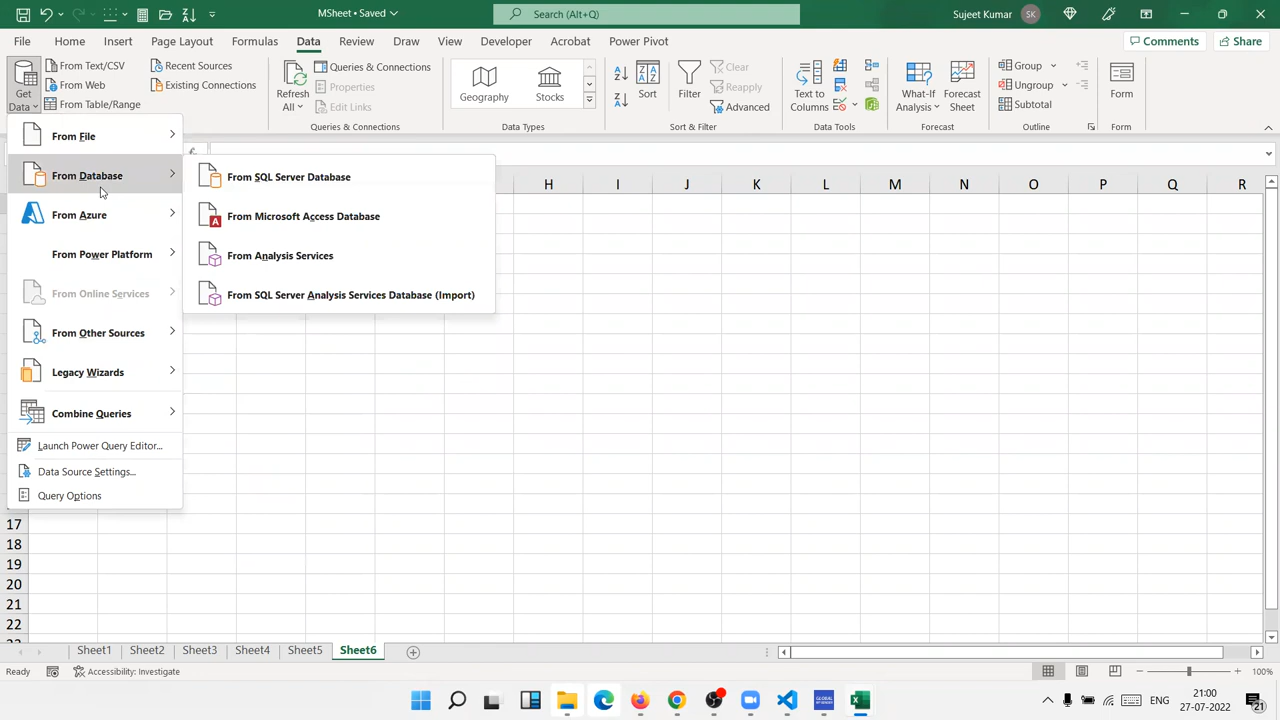 MSheet • Saved
Search (Alt+Q)
Sujeet Kumar
SK
File
Home
Insert
Page Layout
Formulas
Data
Review
View
Developer
Acrobat
Power Pivot
Comments
Share
Get Data
From Text/CSV
From Web
From Table/Range
Recent Sources
Existing Connections
Refresh All
Queries & Connections
Properties
Edit Links
Queries & Connections
Geography
Stocks
Data Types
Sort
Filter
Clear
Reapply
Advanced
Sort & Filter
Text to Columns
Data Tools
What-If Analysis
Forecast Sheet
Forecast
Group
Ungroup
Subtotal
Outline
Form
Form
From File
From Database
From Azure
From Power Platform
From Online Services
From Other Sources
Legacy Wizards
Combine Queries
Launch Power Query Editor...
Data Source Settings...
Query Options
From SQL Server Database
From Microsoft Access Database
From Analysis Services
From SQL Server Analysis Services Database (Import)
H I J K L M N O P Q R
17
18
19
20
21
22
Sheet1
Sheet2
Sheet3
Sheet4
Sheet5
Sheet6
Ready
Accessibility: Investigate
100%
ENG
21:00
27-07-2022
21